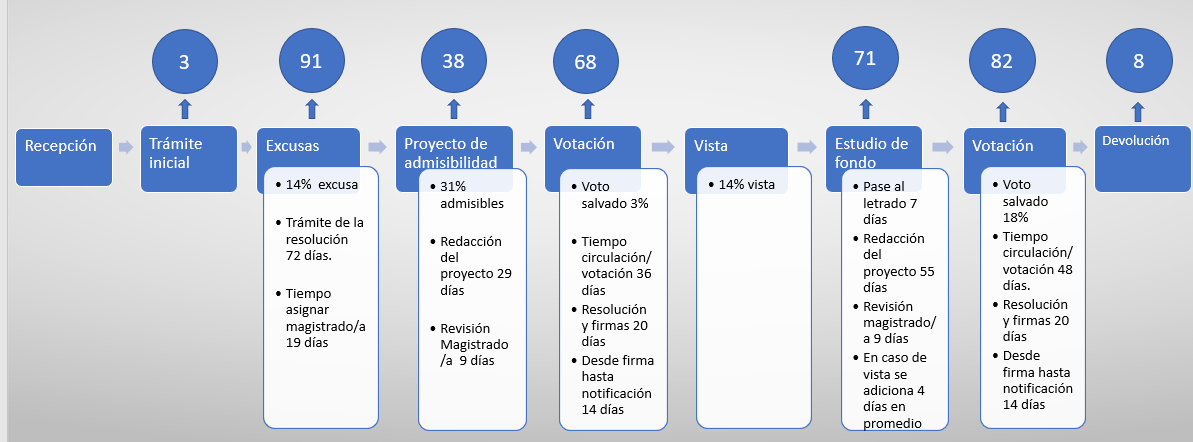 3
91
38
68
71
82
8
Recepción
Trámite
inicial
Excusas
• 14% excusa
• Trámite de la
resolución
72 días.
• Tiempo
asignar
magistrado/a
19 días
Proyecto de
admisibilidad
• 31%
admisibles
• Redacción
del
proyecto 29
días
• Revisión
Magistrado
/a 9 días
Votación
• Voto
salvado 3%
• Tiempo
circulación/
votación 36
días
• Resolución
y firmas 20
días
• Desde firma
hasta
notificación
14 días
Vista
• 14% vista
Estudio de
fondo
• Pase al
letrado 7
días
• Redacción
del
proyecto 55
días
• Revisión
magistrado/
a 9 días
• En caso de
vista se
adiciona 4
días en
promedio
Votación
• Voto
salvado
18%
• Tiempo
circulación/
votación 48
días.
• Resolución
y firmas 20
días
• Desde
firma hasta
notificación
14 días
Devolución